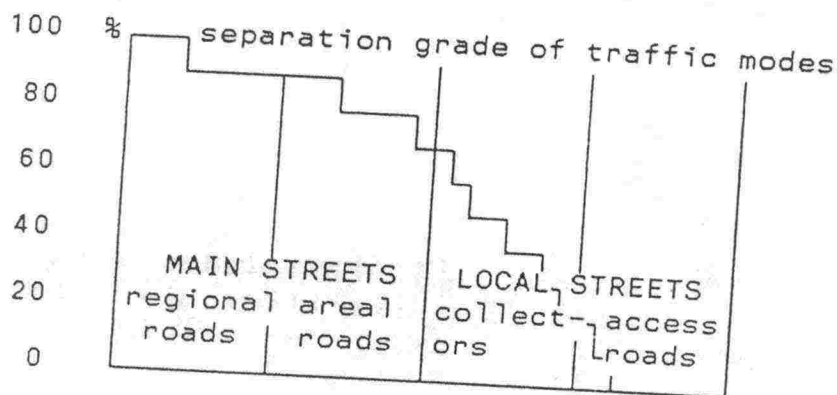 100 % separation grade of traffic modes
80
60
40
MAIN STREETS LOCAL STREETS
20 regional areal collect- access
roads roads ors roads
0